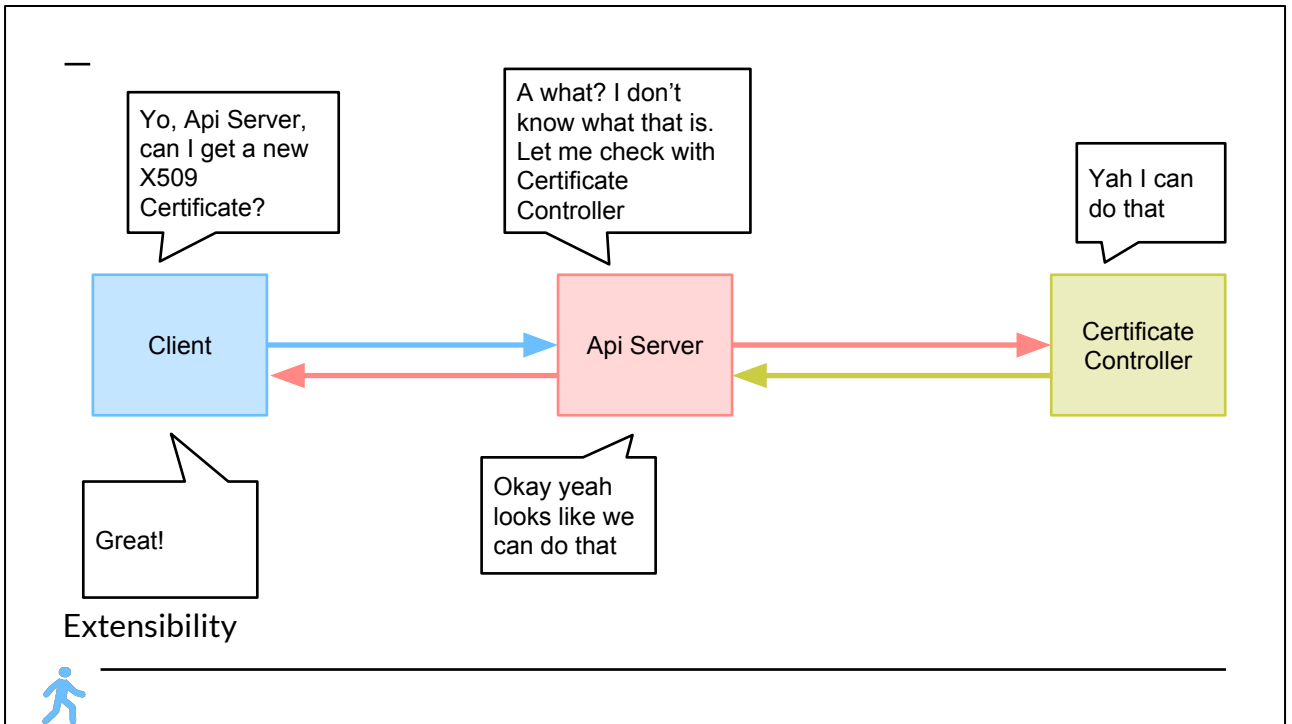 Yo, Api Server,
can I get a new
X509
Certificate?
A what? I don’t
know what that is.
Let me check with
Certificate
Controller
Yah I can
do that
Client
Api Server
Certificate
Controller
Great!
Okay yeah
looks like we
can do that
Extensibility